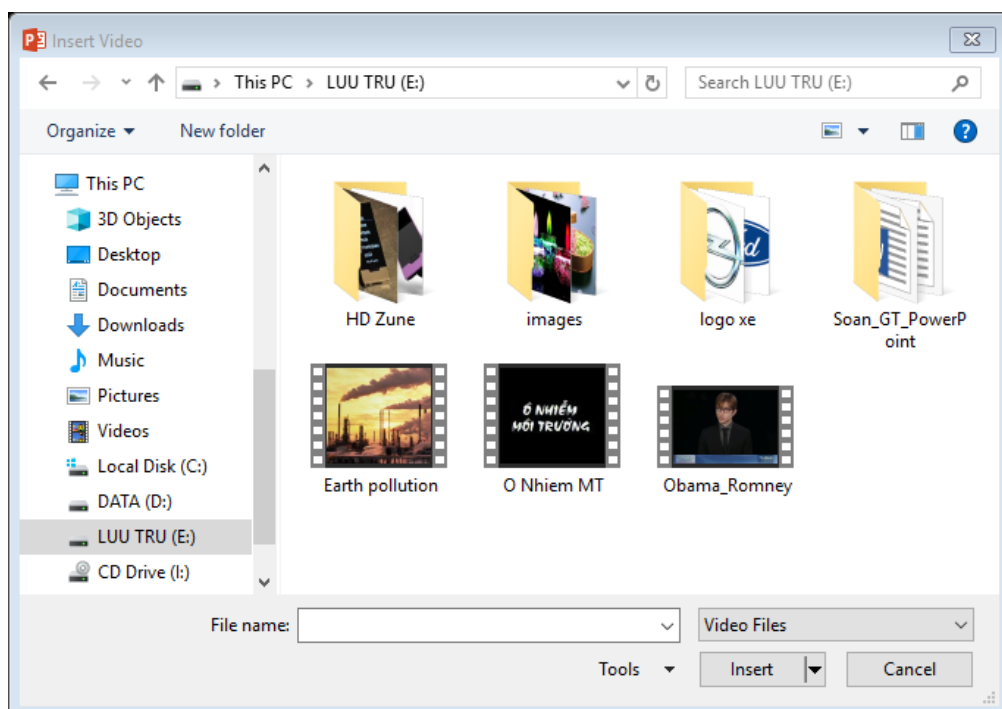 Insert Video
This PC > LUU TRU (E:)
Search LUU TRU (E:)
Organize
New folder
This PC
3D Objects
Desktop
Documents
Downloads
Music
Pictures
Videos
Local Disk (C:)
DATA (D:)
LUU TRU (E:)
CD Drive (I:)
HD Zune
images
logo xe
Soan_GT_PowerP
oint
Ô NHIỄM
MÔI TRƯỜNG
Earth pollution
O Nhiem MT
Obama_Romney
File name:
Video Files
Tools
Insert
Cancel